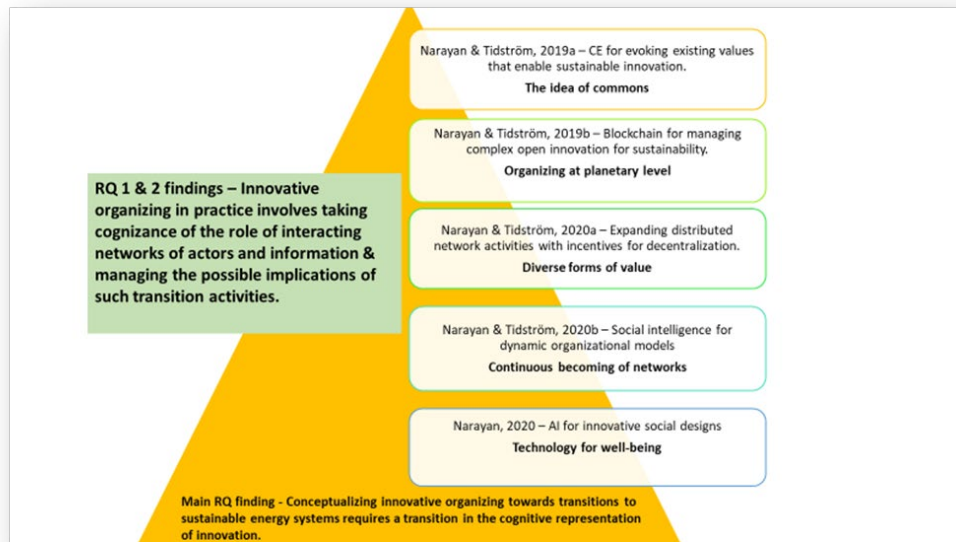 Narayan & Tidström, 2019a – CE for evoking existing values
that enable sustainable innovation.
The idea of commons
Narayan & Tidström, 2019b – Blockchain for managing
complex open innovation for sustainability.
Organizing at planetary level
RQ 1 & 2 findings – Innovative
organizing in practice involves taking
cognizance of the role of interacting
networks of actors and information &
managing the possible implications of
such transition activities.
Narayan & Tidström, 2020a – Expanding distributed
network activities with incentives for decentralization.
Diverse forms of value
Narayan & Tidström, 2020b – Social intelligence for
dynamic organizational models
Continuous becoming of networks
Narayan, 2020 – AI for innovative social designs
Technology for well-being
Main RQ finding - Conceptualizing innovative organizing towards transitions to
sustainable energy systems requires a transition in the cognitive representation
of innovation.